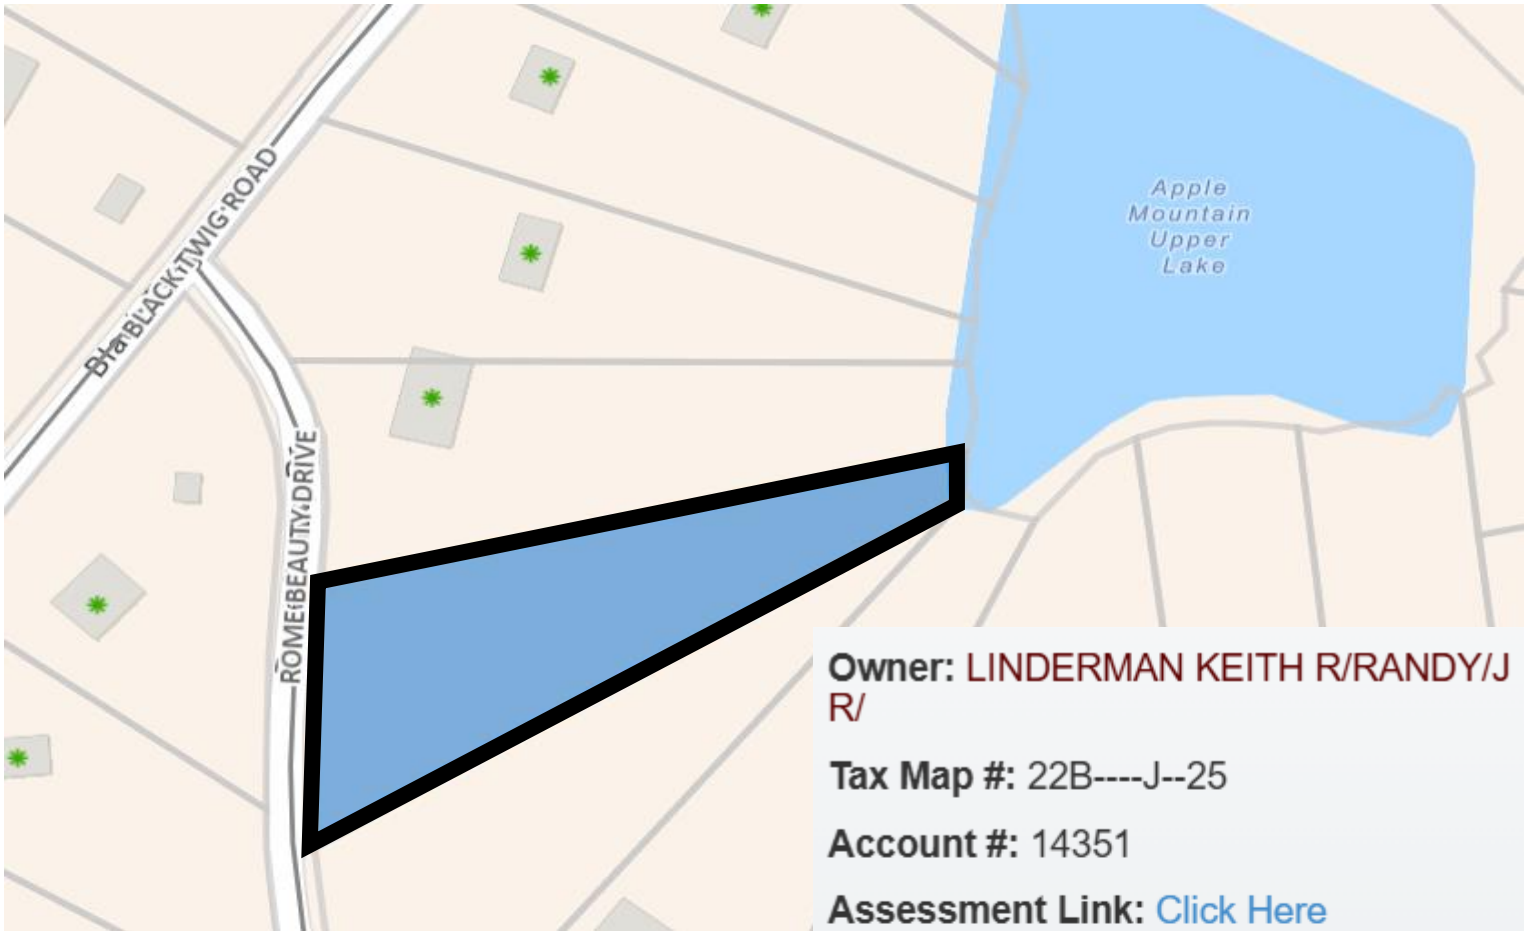 BlaBLACK TWIG ROAD
Apple
Mountain
Upper
Lake
ROME BEAUTY DRIVE
Owner: LINDERMAN KEITH R/RANDY/J
R/
Tax Map #: 22B----J--25
Account #: 14351
Assessment Link: Click Here